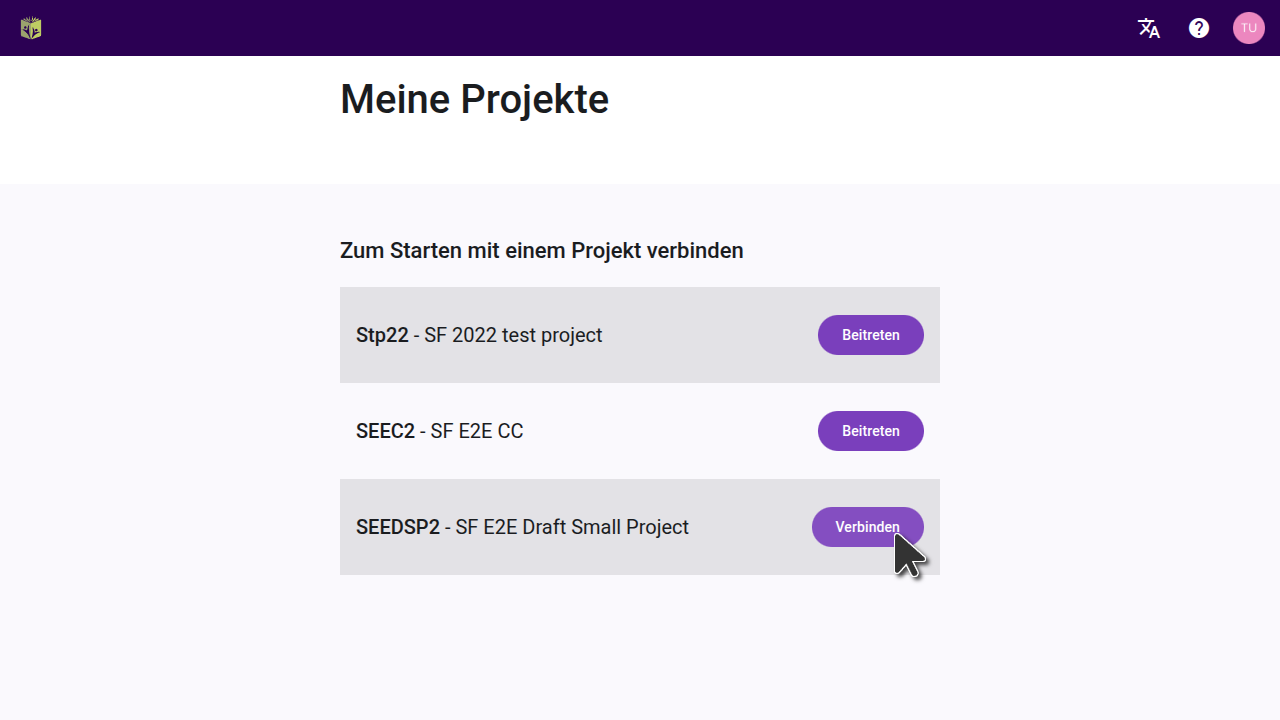 TU
Meine Projekte
Zum Starten mit einem Projekt verbinden
Stp22 - SF 2022 test project
Beitreten
SEEC2 - SF E2E CC
Beitreten
SEEDSP2 - SF E2E Draft Small Project
Verbinden